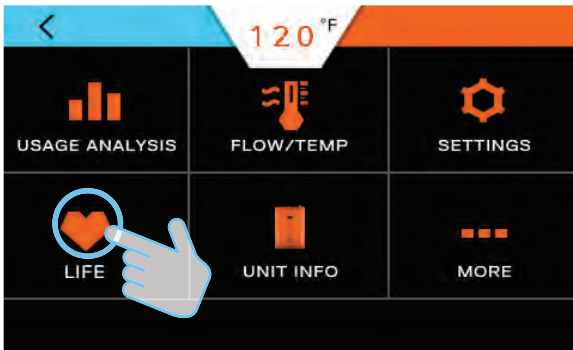 120°F
USAGE ANALYSIS
FLOW/TEMP
SETTINGS
LIFE
UNIT INFO
MORE